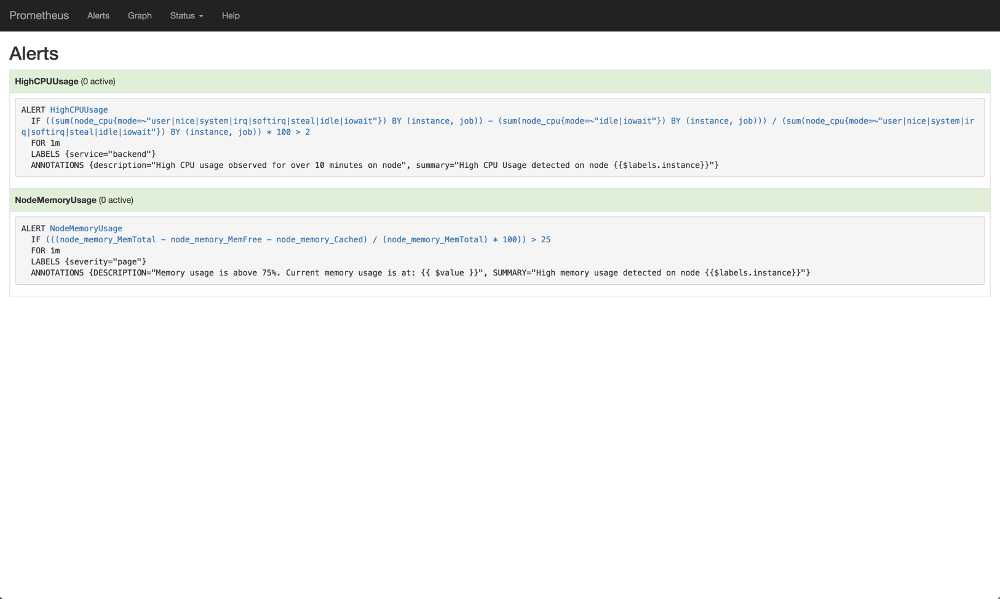 Prometheus Alerts Graph Status Help
Alerts
HighCPUUsage (0 active)
ALERT HighCPUUsage
IF ((sum(node_cpu{mode=~"user|nice|system|irq|softirq|steal|idle|iowait"}) BY (instance, job)) - (sum(node_cpu{mode=~"idle|iowait"}) BY (instance, job))) / (sum(node_cpu{mode=~"user|nice|system|ir
q|softirq|steal|idle|iowait"}) BY (instance, job)) * 100 > 2
FOR 1m
LABELS {service="backend"}
ANNOTATIONS {description="High CPU usage observed for over 10 minutes on node", summary="High CPU Usage detected on node {{$labels.instance}}"}
NodeMemoryUsage (0 active)
ALERT NodeMemoryUsage
IF (((node_memory_MemTotal - node_memory_MemFree - node_memory_Cached) / (node_memory_MemTotal) * 100)) > 25
FOR 1m
LABELS {severity="page"}
ANNOTATIONS {DESCRIPTION="Memory usage is above 75%. Current memory usage is at: {{ $value }}", SUMMARY="High memory usage detected on node {{$labels.instance}}"}